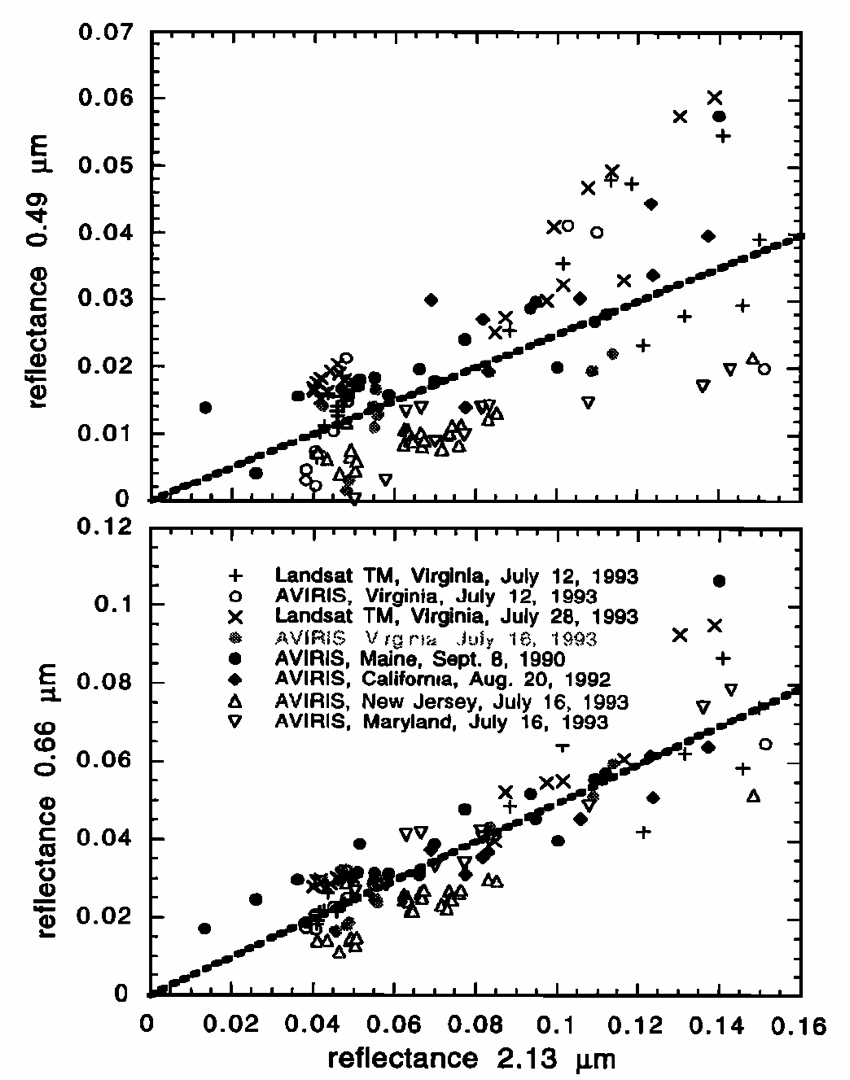 0.07
0.06
0.05
0.04
0.03
0.02
0.01
0
reflectance 0.49 μm
0.12
0.1
0.08
0.06
0.04
0.02
0
reflectance 0.66 μm
+ Landsat TM, Virginia, July 12, 1993
AVIRIS, Virginia, July 12, 1993
Landsat TM, Virginia, July 28, 1993
AVIRIS Virginia July 16, 1993
AVIRIS, Maine, Sept. 8, 1990
AVIRIS, California, Aug. 20, 1992
AVIRIS, New Jersey, July 16, 1993
AVIRIS, Maryland, July 16, 1993
0 0.02 0.04 0.06 0.08 0.1 0.12 0.14 0.16
reflectance 2.13 μm